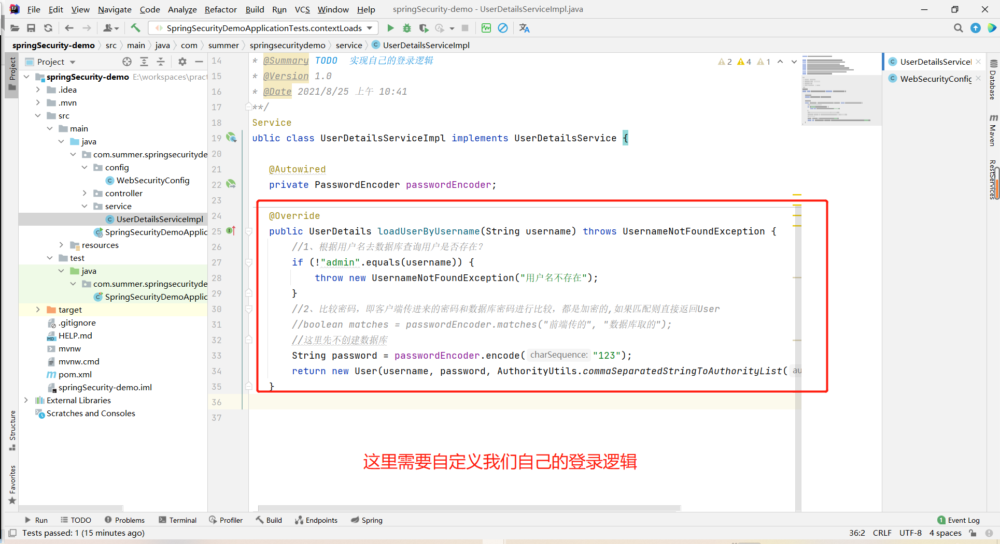 File Edit View Navigate Code Analyze Refactor Build Run VCS Window Help springSecurity-demo - UserDetailsServiceImpl.java
SpringSecurityDemoApplicationTests.contextLoads
springSecurity-demo src main java com summer springsecuritydemo service UserDetailsServiceImpl
Project
Project
springSecurity-demo E:\workspaces\pract
.idea
.mvn
src
main
java
com.summer.springsecurityde
config
WebSecurityConfig
controller
service
UserDetailsServiceImpl
SpringSecurityDemoApplic
resources
test
java
com.summer.springsecurityde
SpringSecurityDemoApplic
target
.gitignore
HELP.md
mvnw
mvnw.cmd
pom.xml
springSecurity-demo.iml
External Libraries
Scratches and Consoles
Structure
Favorites
14 * @Summary TODO 实现自己的登录逻辑
15 * @Version 1.0
16 * @Date 2021/8/25 上午 10:41
17 **/
18 Service
19 ublic class UserDetailsServiceImpl implements UserDetailsService {
20
21 @Autowired
22 private PasswordEncoder passwordEncoder;
23
24 @Override
25 public UserDetails loadUserByUsername(String username) throws UsernameNotFoundException {
26 //1、根据用户名去数据库查询用户是否存在?
27 if (!"admin".equals(username)) {
28 throw new UsernameNotFoundException("用户名不存在");
29 }
30 //2、比较密码，即客户端传进来的密码和数据库密码进行比较，都是加密的,如果匹配则直接返回User
31 //boolean matches = passwordEncoder.matches("前端传的", "数据库取的");
32 //这里先不创建数据库
33 String password = passwordEncoder.encode( charSequence: "123");
34 return new User(username, password, AuthorityUtils.commaSeparatedStringToAuthorityList( au
35 }
36
37
2 4 1
这里需要自定义我们自己的登录逻辑
UserDetailsServiceI
WebSecurityConfig
Database
Maven
RestServices
Run TODO Problems Terminal Profiler Build Endpoints Spring 1 Event Log
Tests passed: 1 (15 minutes ago) 36:2 CRLF UTF-8 4 spaces